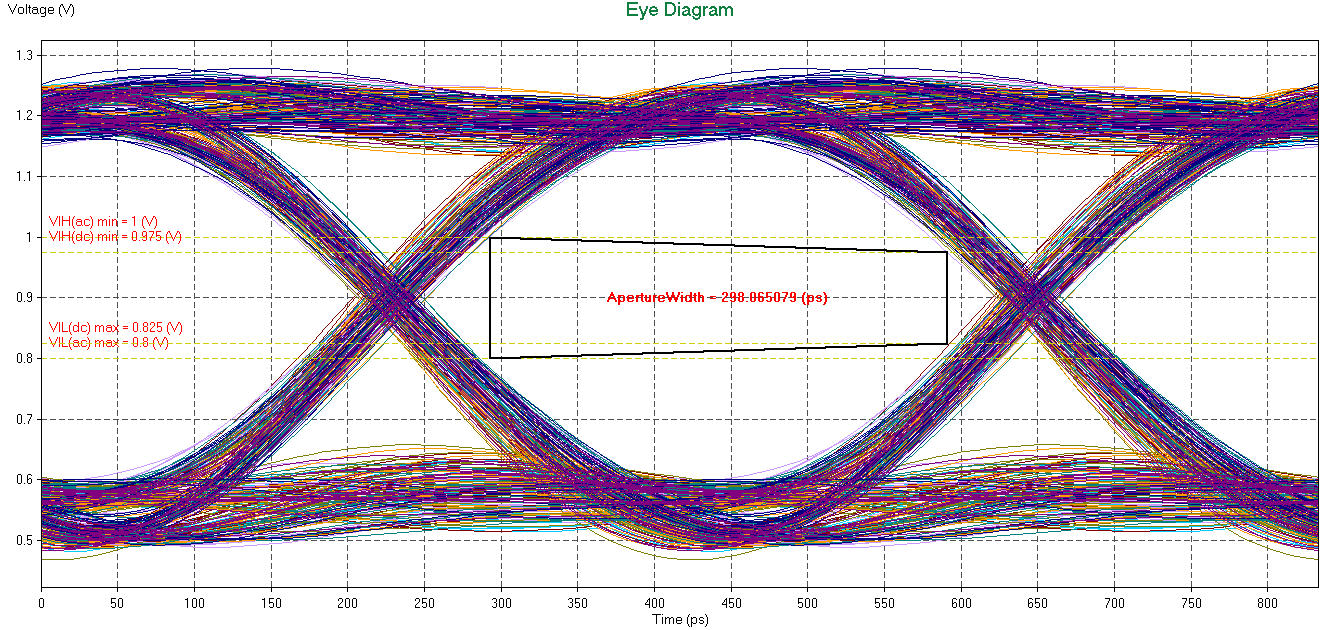 Voltage (V)
Eye Diagram
1.3
1.2
1.1
VIH(ac) min = 1 (V)
VIH(dc) min = 0.975 (V)
1
0.9
ApertureWidth = 298.065079 (ps)
VIL(dc) max = 0.825 (V)
VIL(ac) max = 0.8 (V)
0.8
0.7
0.6
0.5
0 50 100 150 200 250 300 350 400 450 500 550 600 650 700 750 800
Time (ps)